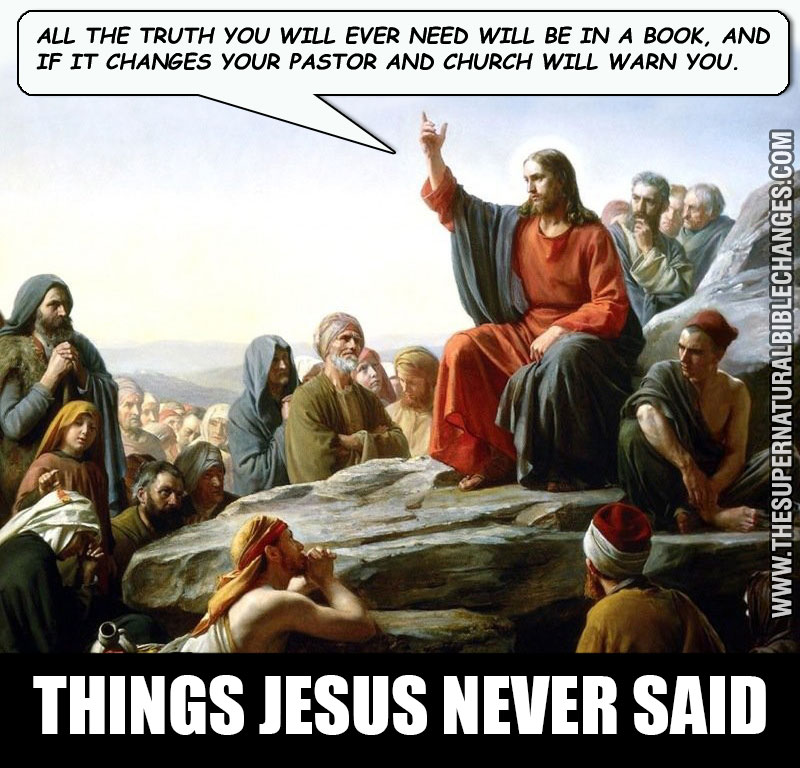 ALL THE TRUTH YOU WILL EVER NEED WILL BE IN A BOOK, AND
IF IT CHANGES YOUR PASTOR AND CHURCH WILL WARN YOU.
WWW.THESUPERNATURALBIBLECHANGES.COM
THINGS JESUS NEVER SAID